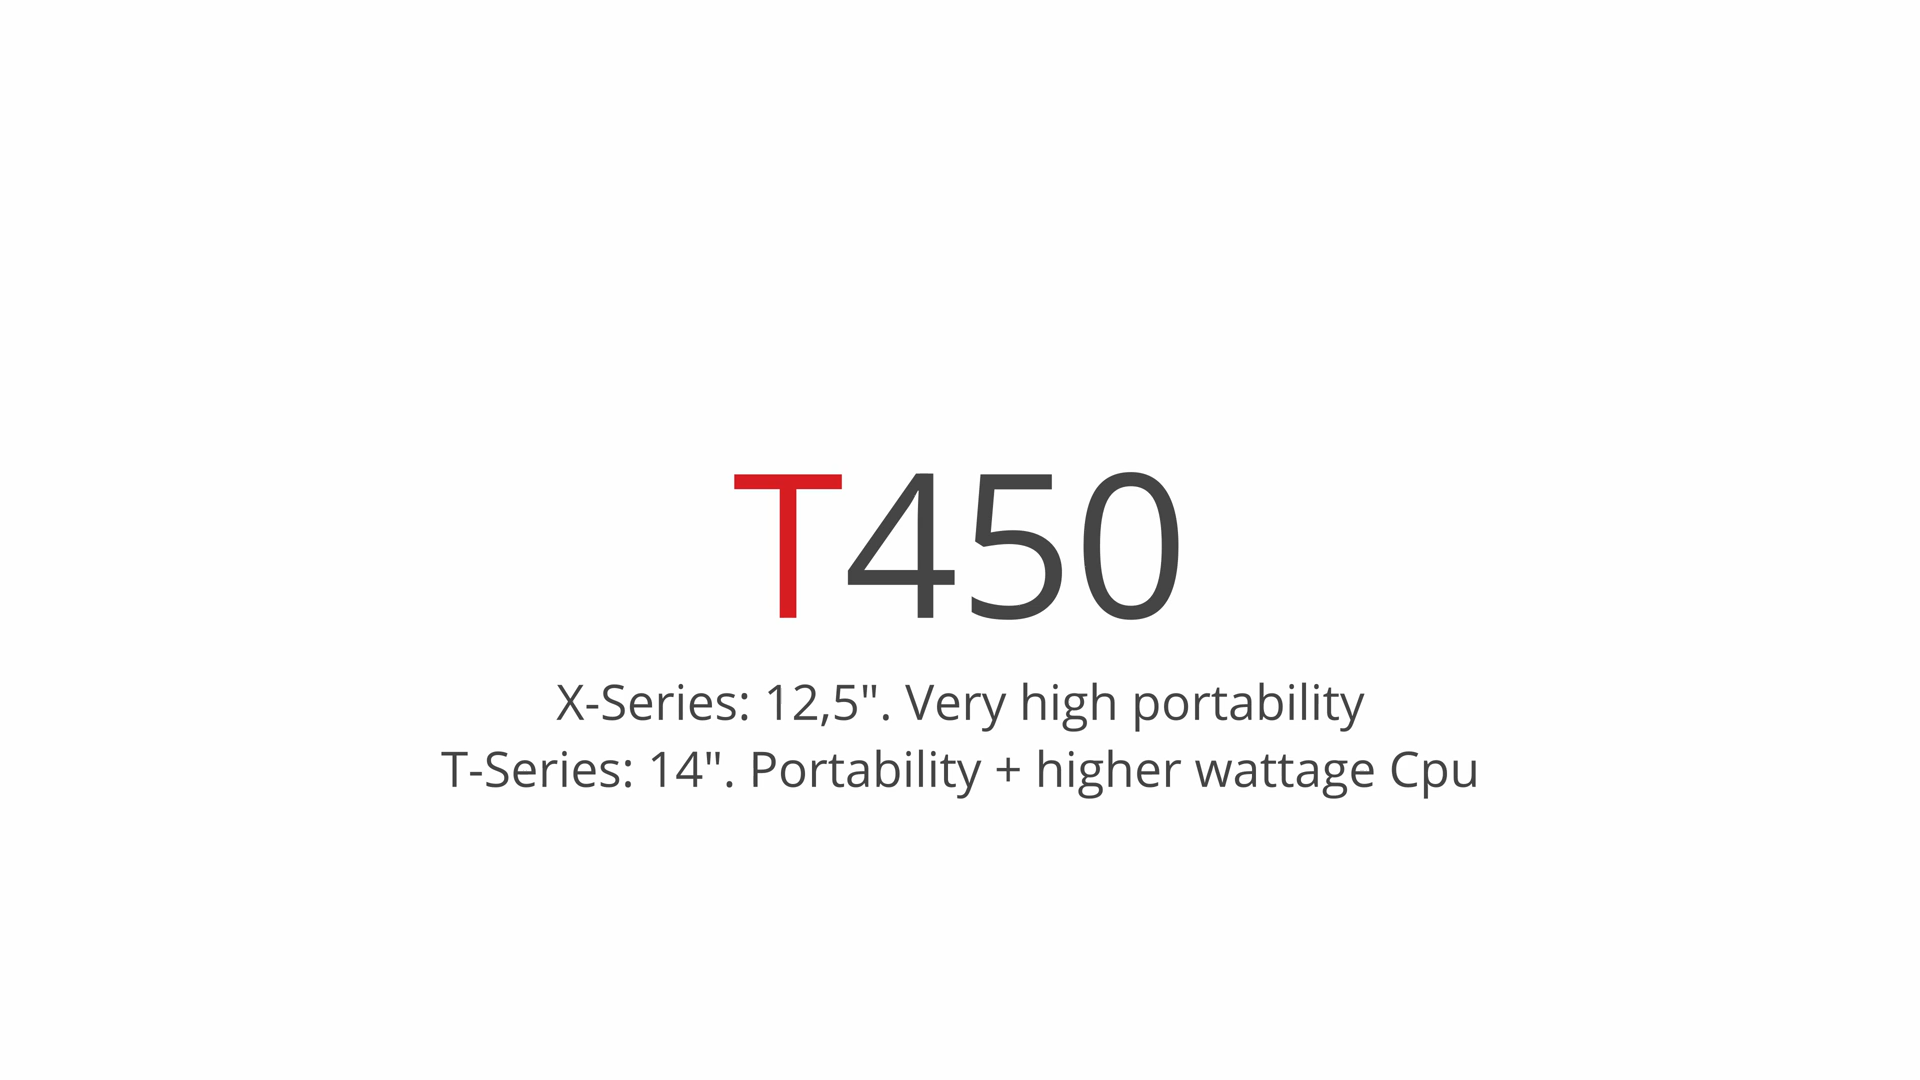 T450
X-Series: 12,5". Very high portability
T-Series: 14". Portability + higher wattage Cpu